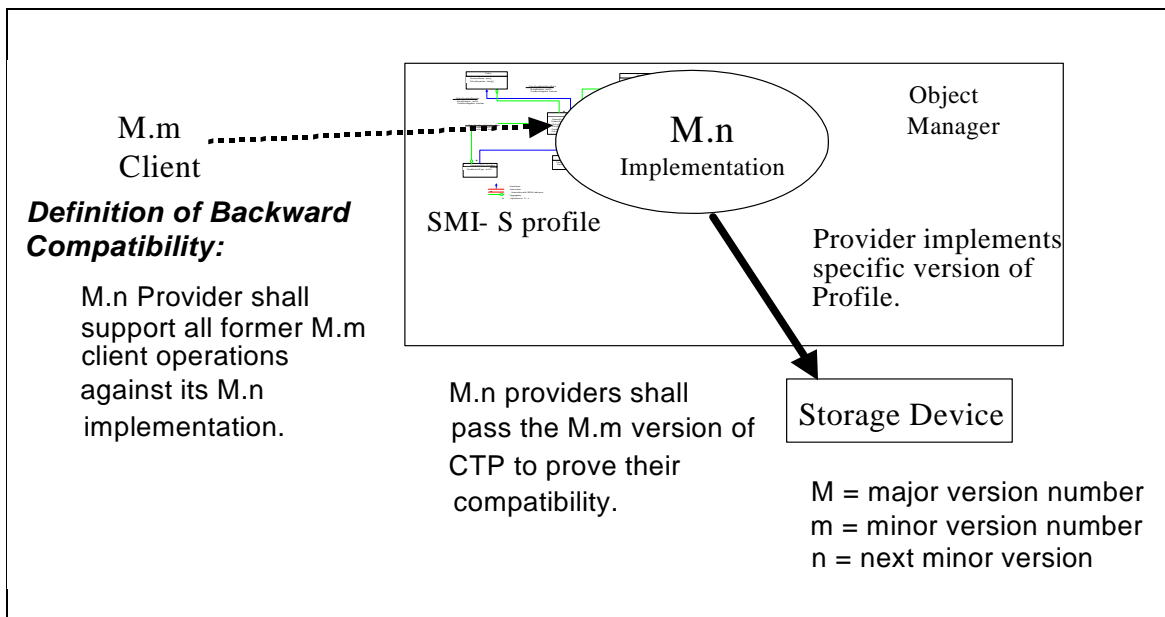 M.m
Client
Definition of Backward
Compatibility:
M.n Provider shall
support all former M.m
client operations
against its M.n
implementation.
Object
Manager
M.n
Implementation
SMI- S profile
Provider implements
specific version of
Profile.
M.n providers shall
pass the M.m version of
CTP to prove their
compatibility.
Storage Device
M = major version number
m = minor version number
n = next minor version